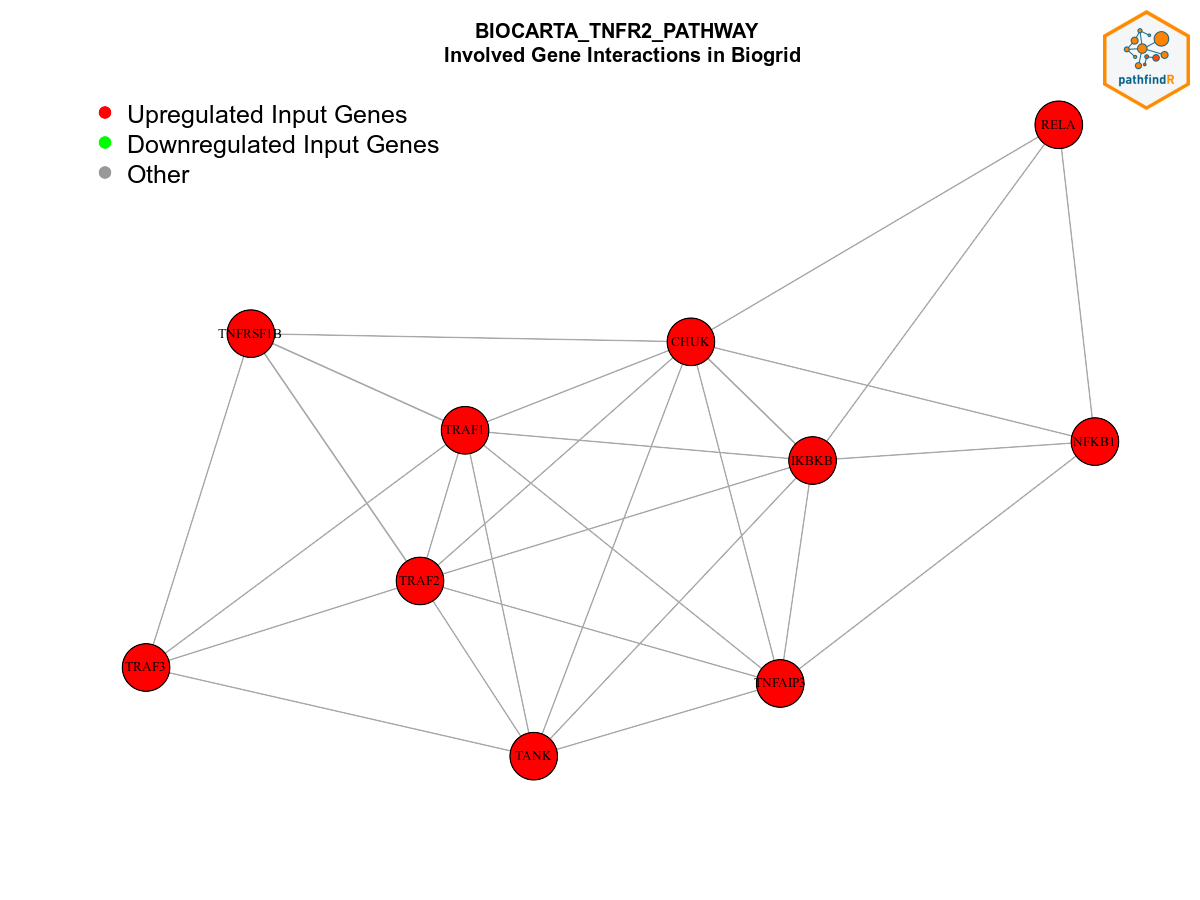 BIOCARTA_TNFR2_PATHWAY
Involved Gene Interactions in Biogrid
pathfindR
Upregulated Input Genes
Downregulated Input Genes
Other
RELA
TNFRSF1B
CHUK
TRAF1
IKBKB
NFKB1
TRAF2
TRAF3
TNFAIP3
TANK